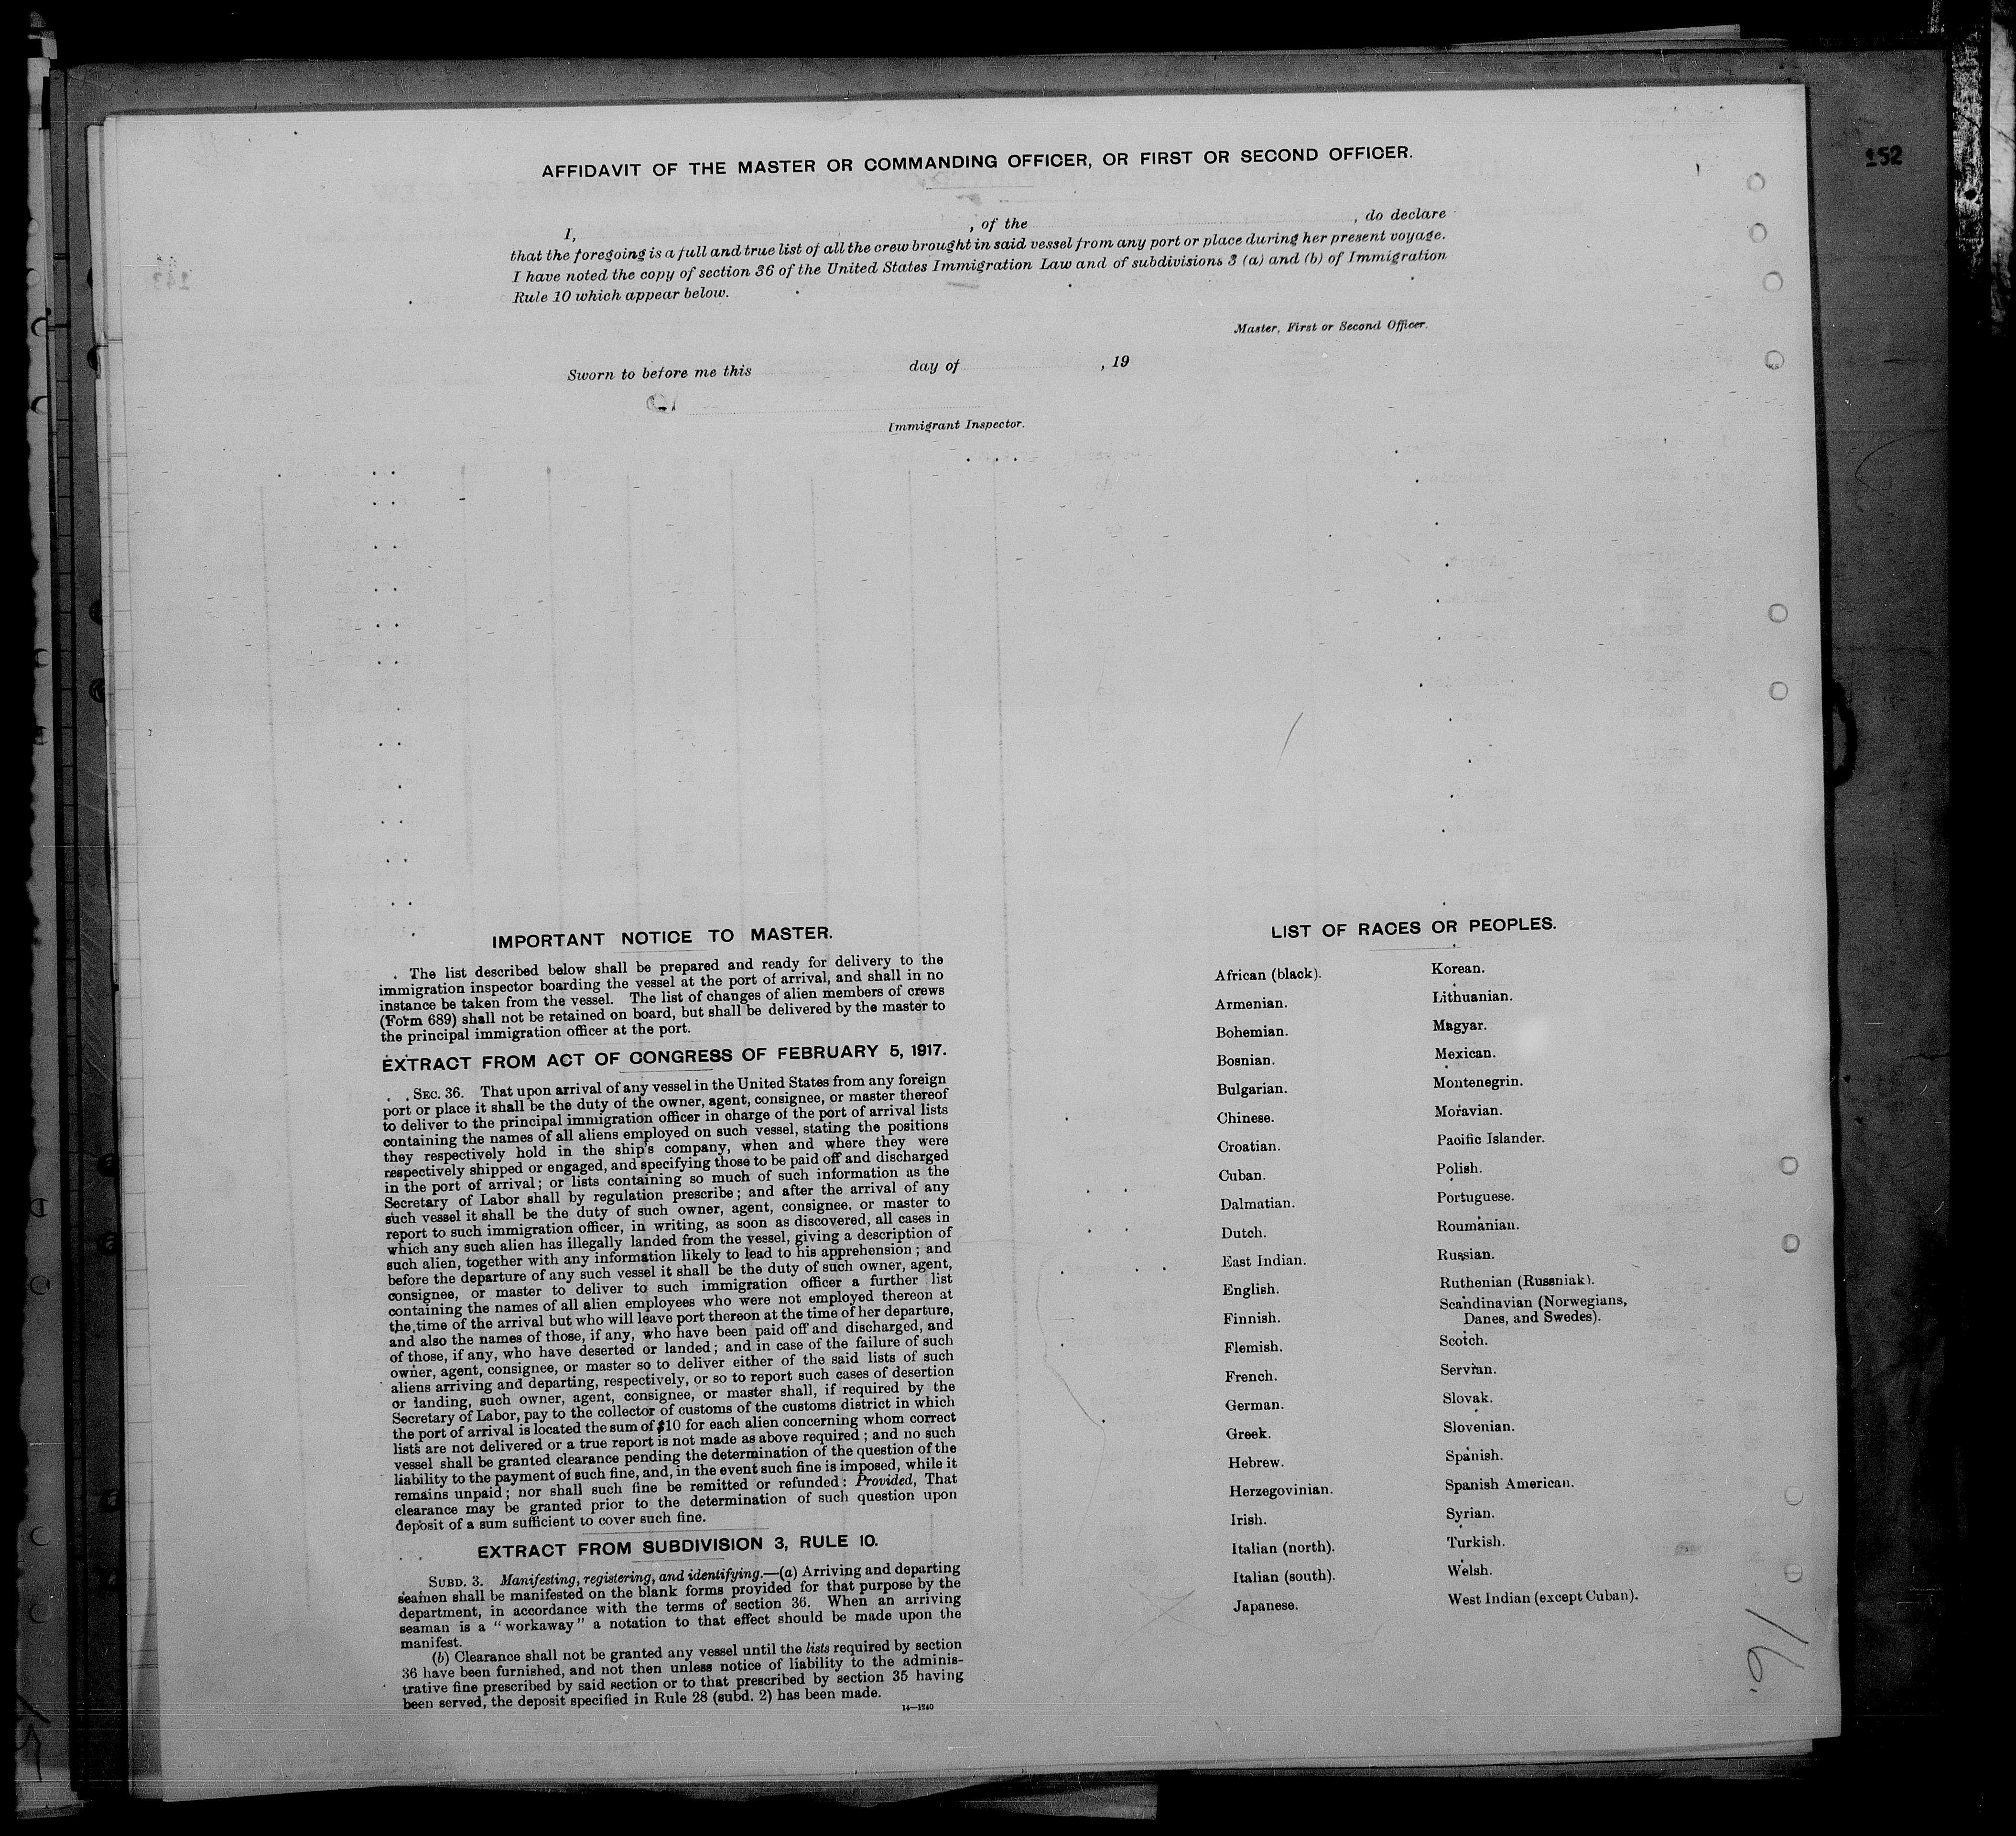 152
AFFIDAVIT OF THE MASTER OR COMMANDING OFFICER, OR FIRST OR SECOND OFFICER.
I, , of the , do declare
that the foregoing is a full and true list of all the crew brought in said vessel from any port or place during her present voyage.
I have noted the copy of section 36 of the United States Immigration Law and of subdivisions 3 (a) and (b) of Immigration
Rule 10 which appear below.
Master, First or Second Officer.
Sworn to before me this day of , 19
Immigrant Inspector.
IMPORTANT NOTICE TO MASTER.
The list described below shall be prepared and ready for delivery to the
immigration inspector boarding the vessel at the port of arrival, and shall in no
instance be taken from the vessel. The list of changes of alien members of crews
(Form 689) shall not be retained on board, but shall be delivered by the master to
the principal immigration officer at the port.
EXTRACT FROM ACT OF CONGRESS OF FEBRUARY 5, 1917.
SEC. 36. That upon arrival of any vessel in the United States from any foreign
port or place it shall be the duty of the owner, agent, consignee, or master thereof
to deliver to the principal immigration officer in charge of the port of arrival lists
containing the names of all aliens employed on such vessel, stating the positions
they respectively hold in the ship's company, when and where they were
respectively shipped or engaged, and specifying those to be paid off and discharged
in the port of arrival; or lists containing so much of such information as the
Secretary of Labor shall by regulation prescribe; and after the arrival of any
such vessel it shall be the duty of such owner, agent, consignee, or master to
report to such immigration officer, in writing, as soon as discovered, all cases in
which any such alien has illegally landed from the vessel, giving a description of
such alien, together with any information likely to lead to his apprehension; and
before the departure of any such vessel it shall be the duty of such owner, agent,
consignee, or master to deliver to such immigration officer a further list
containing the names of all alien employees who were not employed thereon at
the time of the arrival but who will leave port thereon at the time of her departure,
and also the names of those, if any, who have been paid off and discharged, and
of those, if any, who have deserted or landed; and in case of the failure of such
owner, agent, consignee, or master so to deliver either of the said lists of such
aliens arriving and departing, respectively, or so to report such cases of desertion
or landing, such owner, agent, consignee, or master shall, if required by the
Secretary of Labor, pay to the collector of customs of the customs district in which
the port of arrival is located the sum of $10 for each alien concerning whom correct
lists are not delivered or a true report is not made as above required; and no such
vessel shall be granted clearance pending the determination of the question of the
liability to the payment of such fine, and, in the event such fine is imposed, while it
remains unpaid; nor shall such fine be remitted or refunded: Provided, That
clearance may be granted prior to the determination of such question upon
deposit of a sum sufficient to cover such fine.
EXTRACT FROM SUBDIVISION 3, RULE 10.
SUBD. 3. Manifesting, registering, and identifying.—(a) Arriving and departing
seamen shall be manifested on the blank forms provided for that purpose by the
department, in accordance with the terms of section 36. When an arriving
seaman is a "workaway" a notation to that effect should be made upon the
manifest.
(b) Clearance shall not be granted any vessel until the lists required by section
36 have been furnished, and not then unless notice of liability to the adminis-
trative fine prescribed by said section or to that prescribed by section 35 having
been served, the deposit specified in Rule 28 (subd. 2) has been made.
14—1240
LIST OF RACES OR PEOPLES.
African (black).
Armenian.
Bohemian.
Bosnian.
Bulgarian.
Chinese.
Croatian.
Cuban.
Dalmatian.
Dutch.
East Indian.
English.
Finnish.
Flemish.
French.
German.
Greek.
Hebrew.
Herzegovinian.
Irish.
Italian (north).
Italian (south).
Japanese.
Korean.
Lithuanian.
Magyar.
Mexican.
Montenegrin.
Moravian.
Pacific Islander.
Polish.
Portuguese.
Roumanian.
Russian.
Ruthenian (Russniak).
Scandinavian (Norwegians,
Danes, and Swedes).
Scotch.
Servian.
Slovak.
Slovenian.
Spanish.
Spanish American.
Syrian.
Turkish.
Welsh.
West Indian (except Cuban).
16.
15